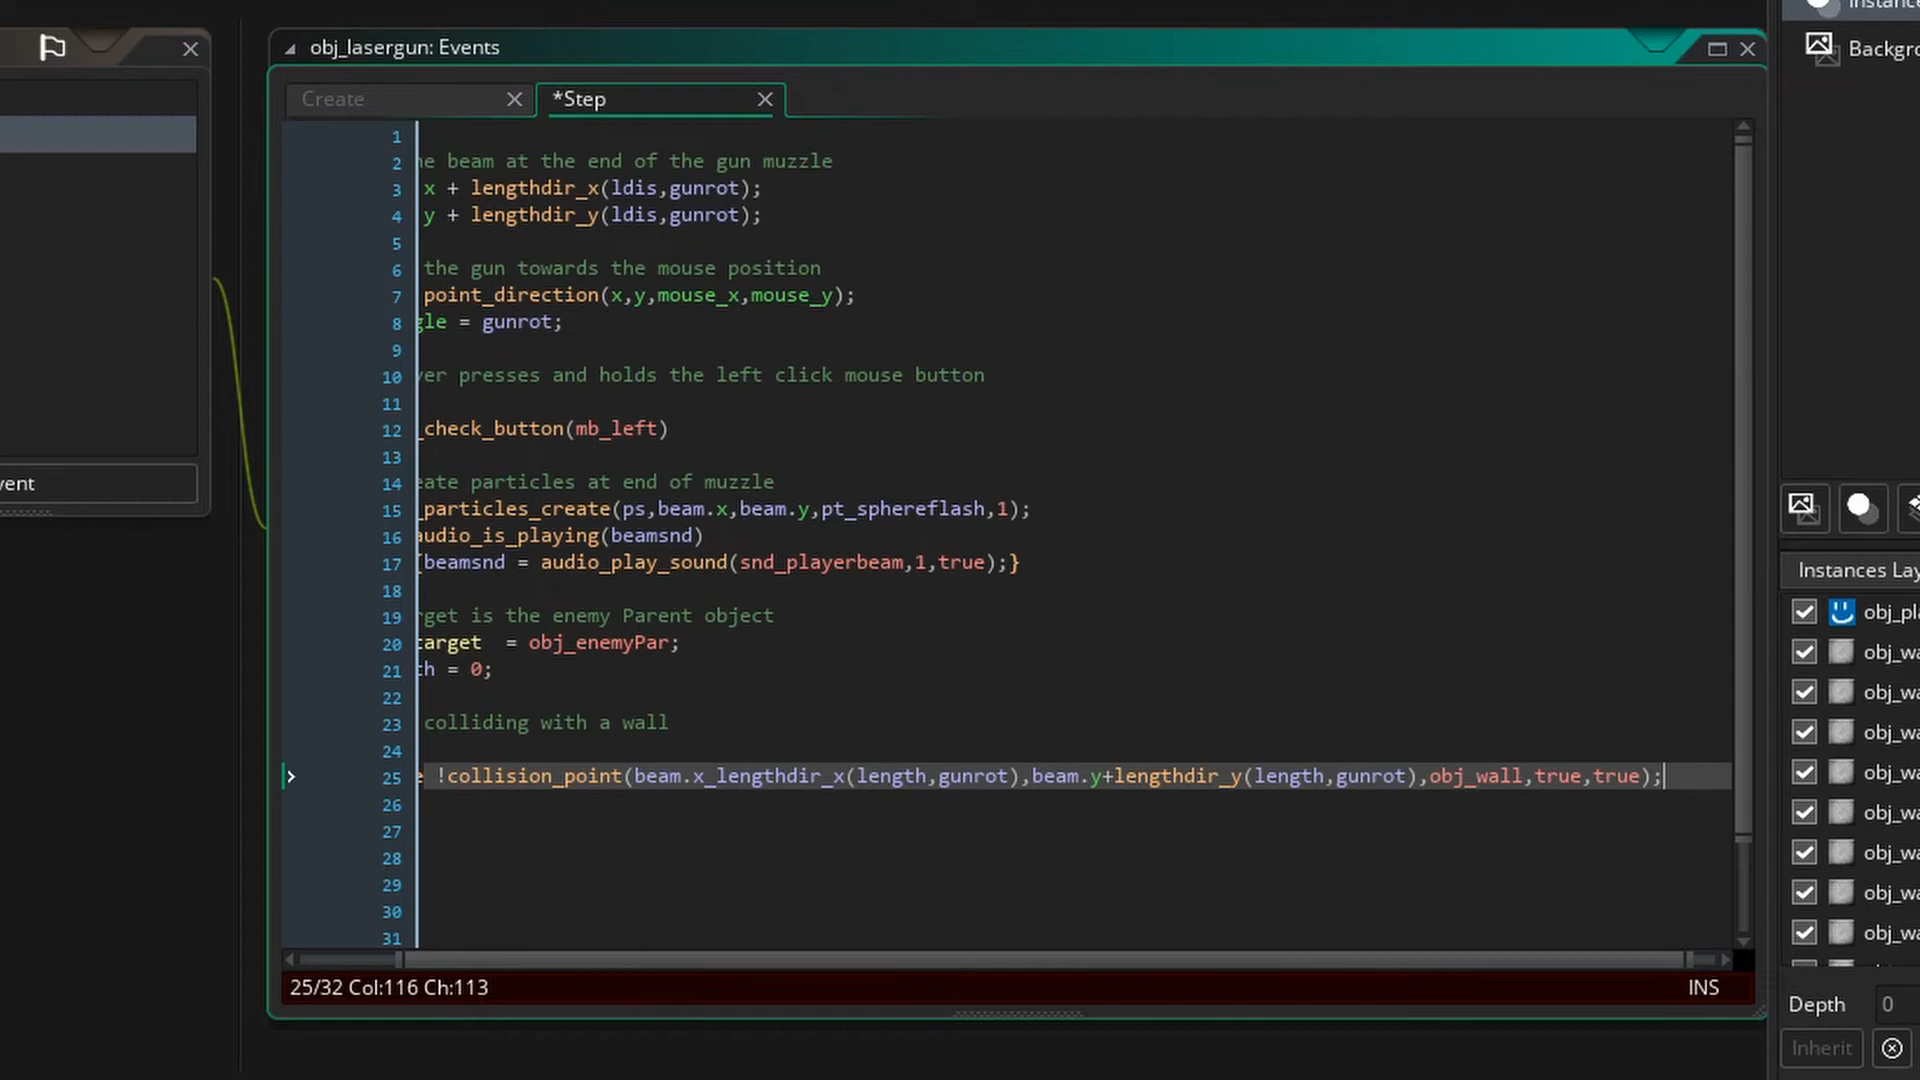 obj_lasergun: Events
Create
*Step
1
2 he beam at the end of the gun muzzle
3 x + lengthdir_x(ldis,gunrot);
4 y + lengthdir_y(ldis,gunrot);
5
6 the gun towards the mouse position
7 point_direction(x,y,mouse_x,mouse_y);
8 gle = gunrot;
9
10 yer presses and holds the left click mouse button
11
12 _check_button(mb_left)
13
14 eate particles at end of muzzle
15 _particles_create(ps,beam.x,beam.y,pt_sphereflash,1);
16 audio_is_playing(beamsnd)
17 {beamsnd = audio_play_sound(snd_playerbeam,1,true);}
18
19 rget is the enemy Parent object
20 target = obj_enemyPar;
21 th = 0;
22
23 colliding with a wall
24
25 e !collision_point(beam.x_lengthdir_x(length,gunrot),beam.y+lengthdir_y(length,gunrot),obj_wall,true,true);
26
27
28
29
30
31
25/32 Col:116 Ch:113
INS
vent
Instanc
Backgro
Instances Lay
obj_pla
obj_wa
obj_wa
obj_wa
obj_wa
obj_wa
obj_wa
obj_wa
obj_wa
Depth 0
Inherit